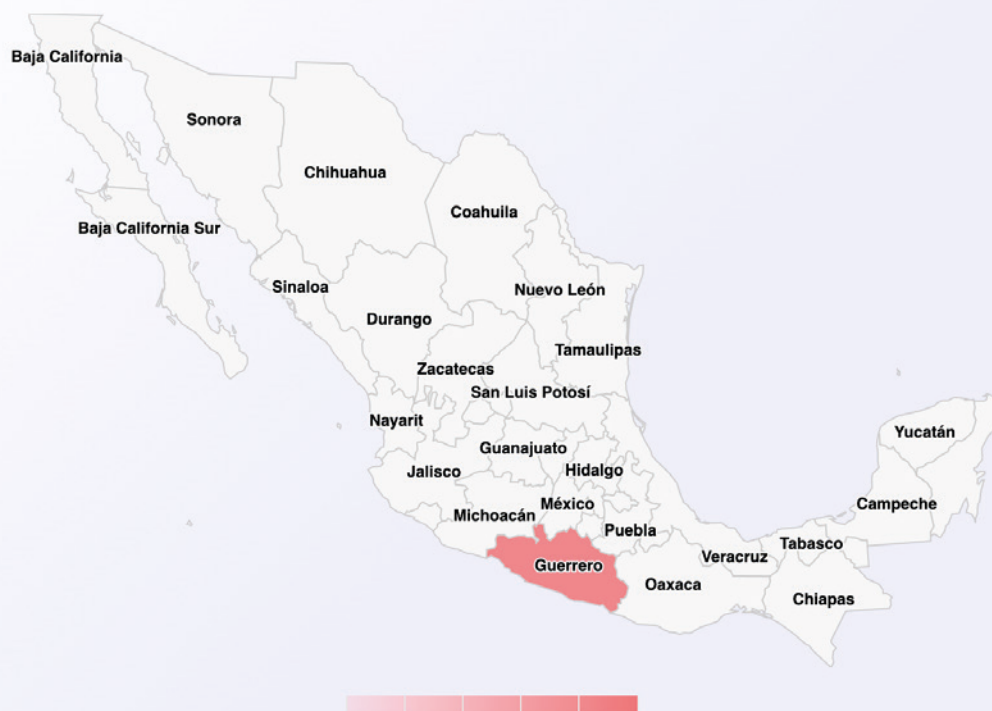 Baja California
Sonora
Chihuahua
Coahuila
Baja California Sur
Sinaloa
Nuevo León
Durango
Tamaulipas
Zacatecas
San Luis Potosí
Nayarit
Yucatán
Guanajuato
Jalisco
Hidalgo
México
Campeche
Michoacán
Puebla
Tabasco
Veracruz
Guerrero
Oaxaca
Chiapas